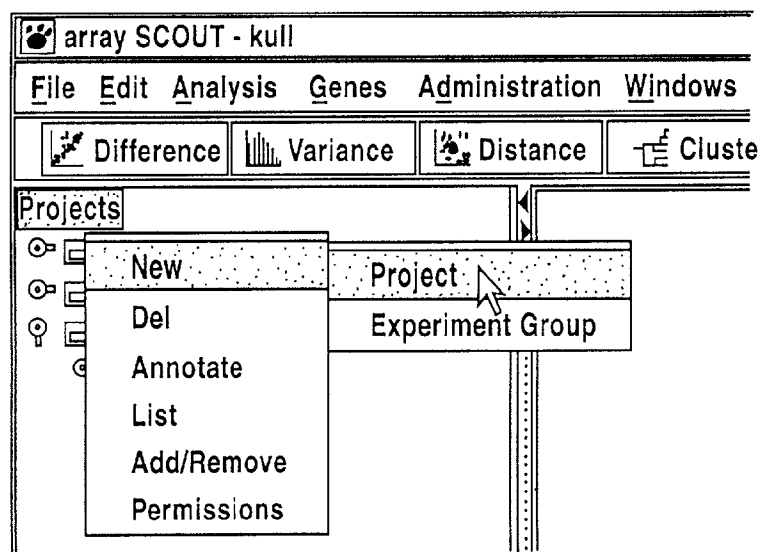 array SCOUT - kull
File Edit Analysis Genes Administration Windows
Difference Variance Distance Cluste
Projects
New Project
Del Experiment Group
Annotate
List
Add/Remove
Permissions